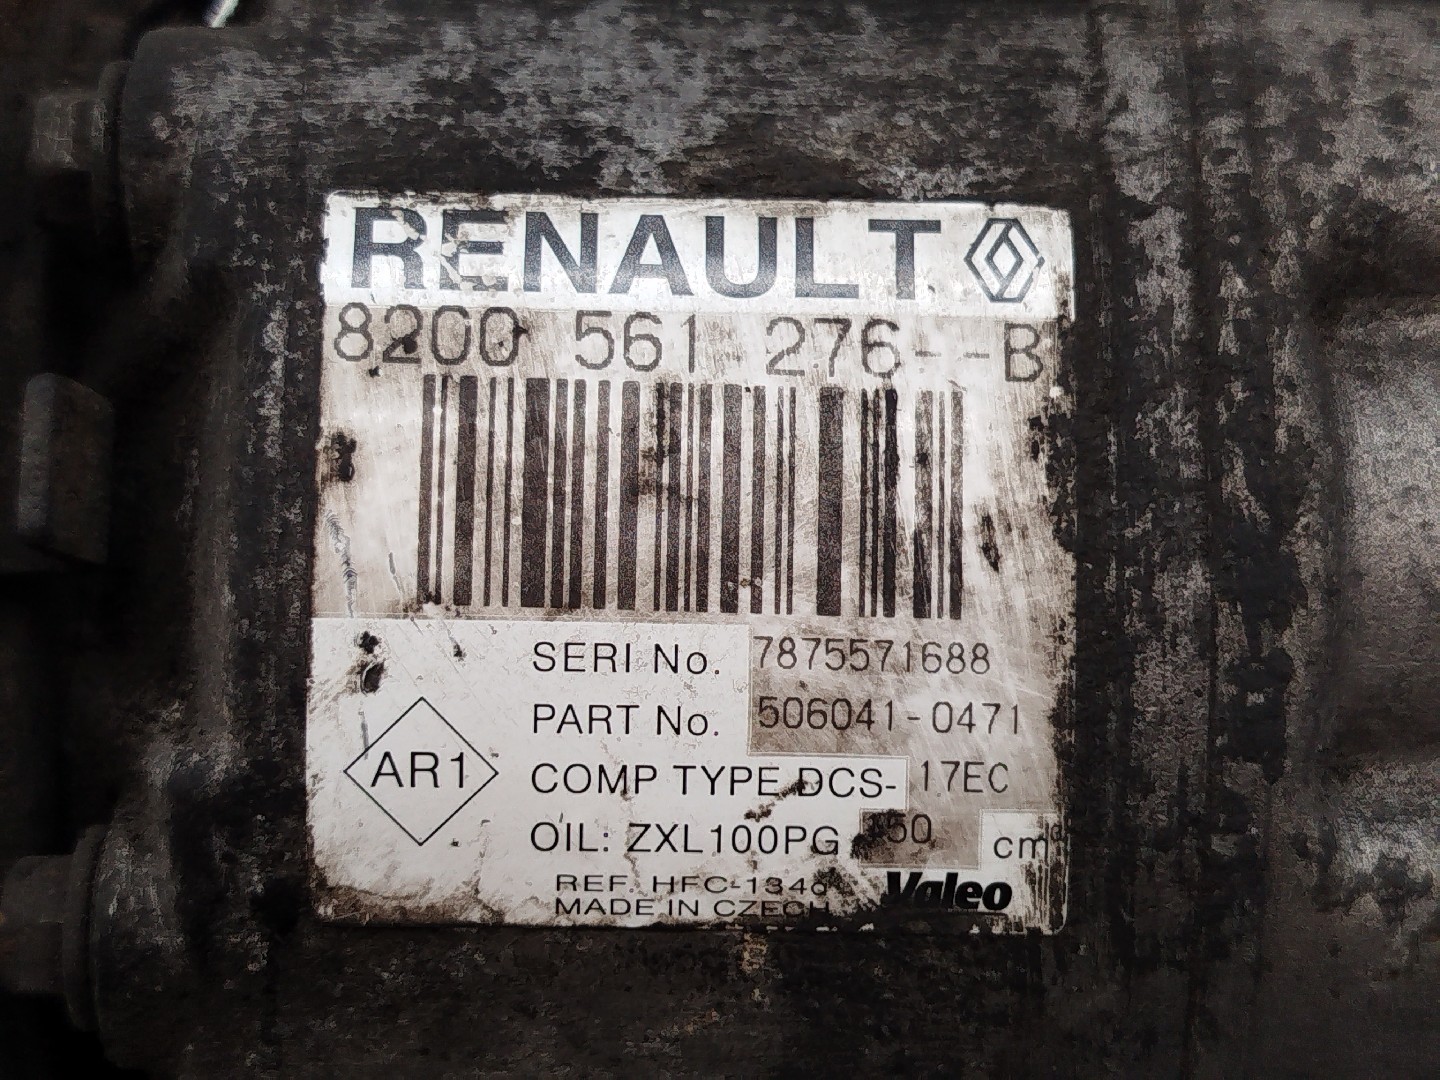 RENAULT
8200 561 276--B
SERI No. 7875571688
PART No. 506041-0471
AR1
COMP TYPE DCS-17EC
OIL: ZXL100PG 150 cm³
REF. HFC-134a
MADE IN CZECH
Valeo